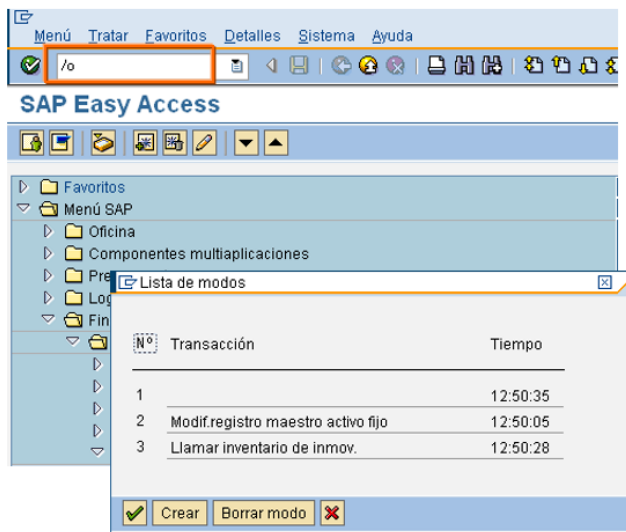 Menú Tratar Favoritos Detalles Sistema Ayuda
/o
SAP Easy Access
Favoritos
Menú SAP
Oficina
Componentes multiaplicaciones
Lista de modos
Nº Transacción Tiempo
1 12:50:35
2 Modif.registro maestro activo fijo 12:50:05
3 Llamar inventario de inmov. 12:50:28
Crear Borrar modo